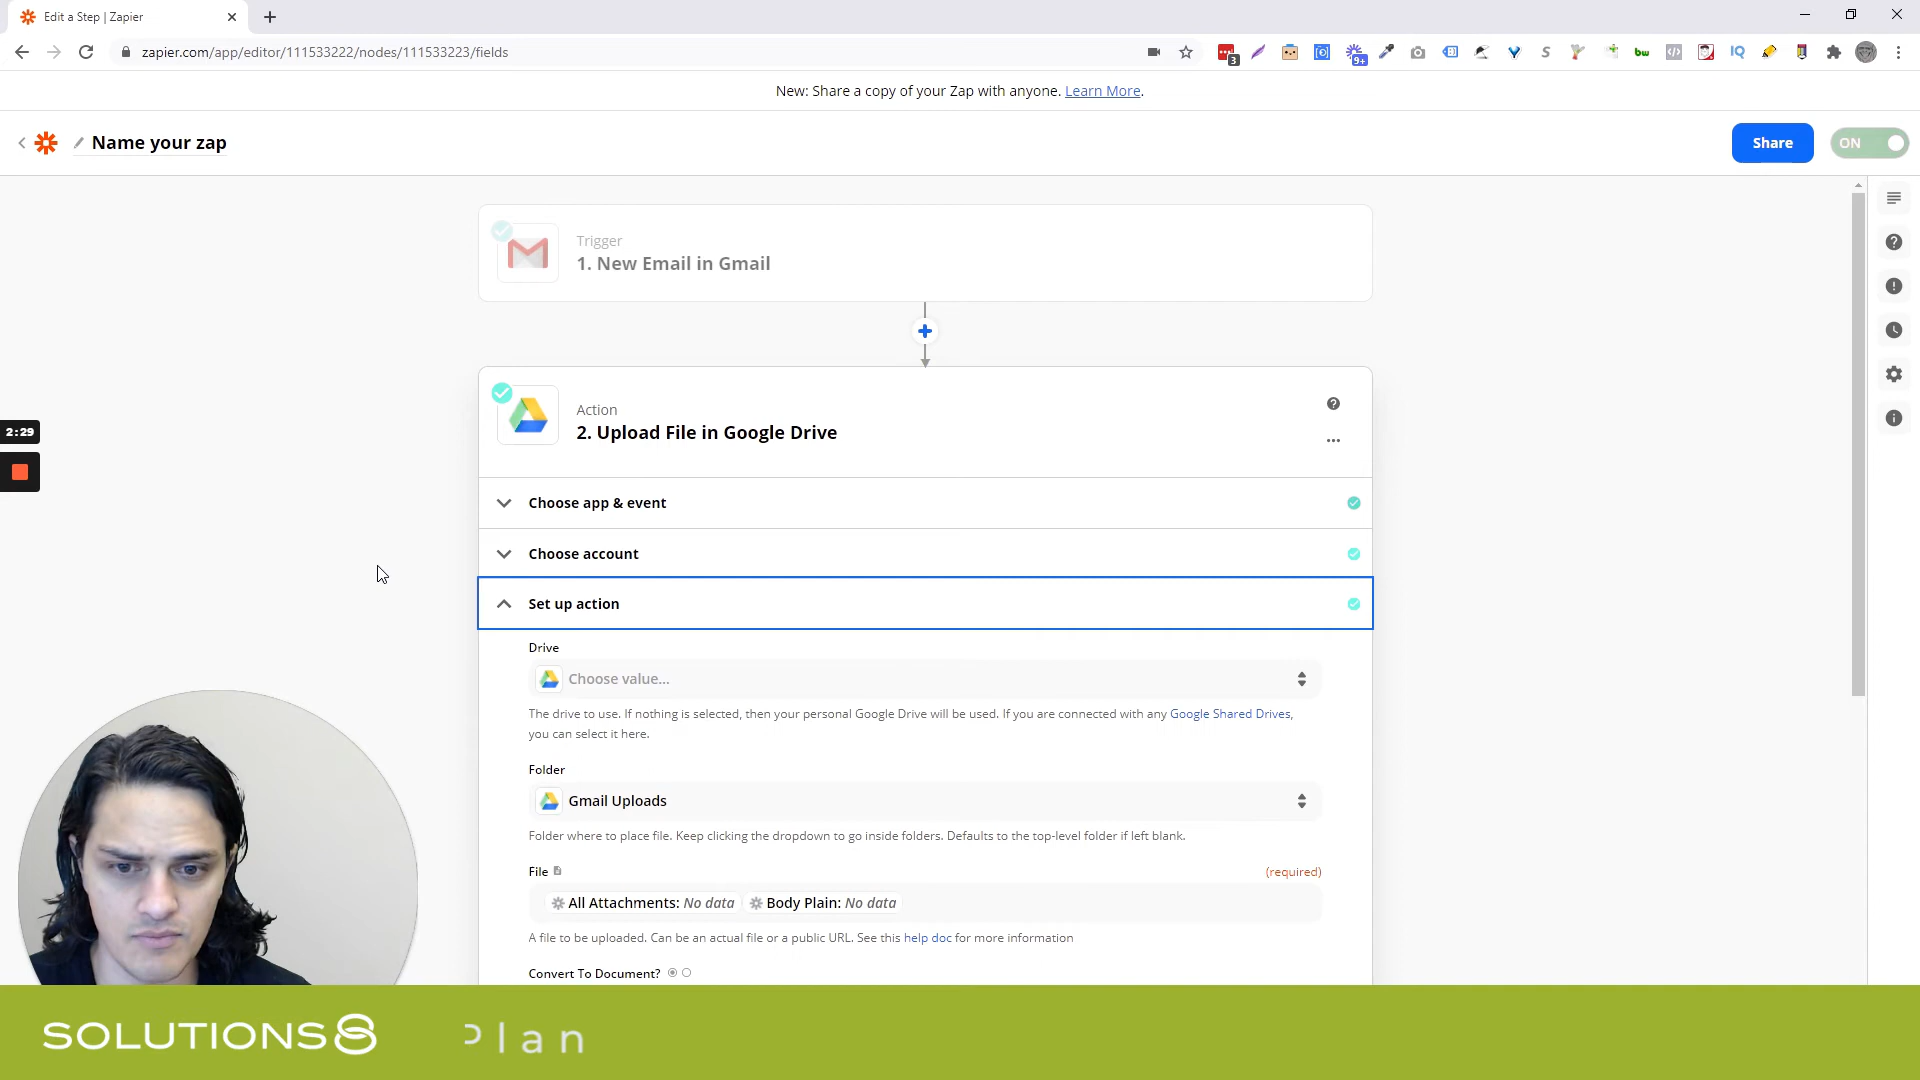 Edit a Step | Zapier
zapier.com/app/editor/111533222/nodes/111533223/fields
3
9+
bw
IQ
New: Share a copy of your Zap with anyone. Learn More.
Name your zap
Share
ON
Trigger
1. New Email in Gmail
Action
2. Upload File in Google Drive
2:29
Choose app & event
Choose account
Set up action
Drive
Choose value...
The drive to use. If nothing is selected, then your personal Google Drive will be used. If you are connected with any Google Shared Drives,
you can select it here.
Folder
Gmail Uploads
Folder where to place file. Keep clicking the dropdown to go inside folders. Defaults to the top-level folder if left blank.
File
(required)
All Attachments: No data Body Plain: No data
A file to be uploaded. Can be an actual file or a public URL. See this help doc for more information
Convert To Document?
SOLUTIONS8
Plan